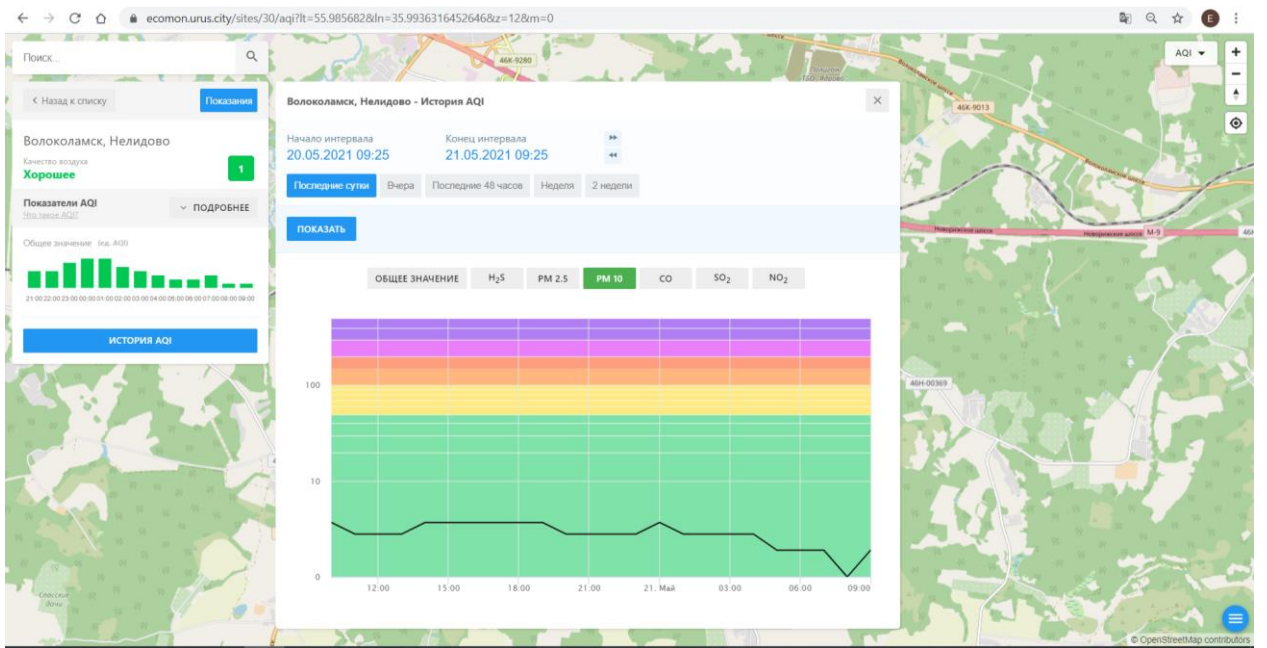 ecomon.urus.city/sites/30/aqi?lt=55.985682&ln=35.9936316452646&z=12&m=0
E
Поиск...
46К-9280
AQI
+
−
< Назад к списку
Показания
Волоколамск, Нелидово - История AQI
×
46К-9013
Волоколамск, Нелидово
Качество воздуха
Хорошее
1
Начало интервала
Конец интервала
20.05.2021 09:25
21.05.2021 09:25
Последние сутки
Вчера
Последние 48 часов
Неделя
2 недели
Показатели AQI
Что такое AQI?
ПОДРОБНЕЕ
ПОКАЗАТЬ
Новорижское шоссе
Новорижское шоссе
М-9
Общее значение (ед. AQI)
21:00 22:00 23:00 00:00 01:00 02:00 03:00 04:00 05:00 06:00 07:00 08:00 09:00
ОБЩЕЕ ЗНАЧЕНИЕ
H₂S
PM 2.5
PM 10
CO
SO₂
NO₂
ИСТОРИЯ AQI
100
46Н-00369
10
0
12:00
15:00
18:00
21:00
21. Май
03:00
06:00
09:00
Спасские
дачи
© OpenStreetMap contributors